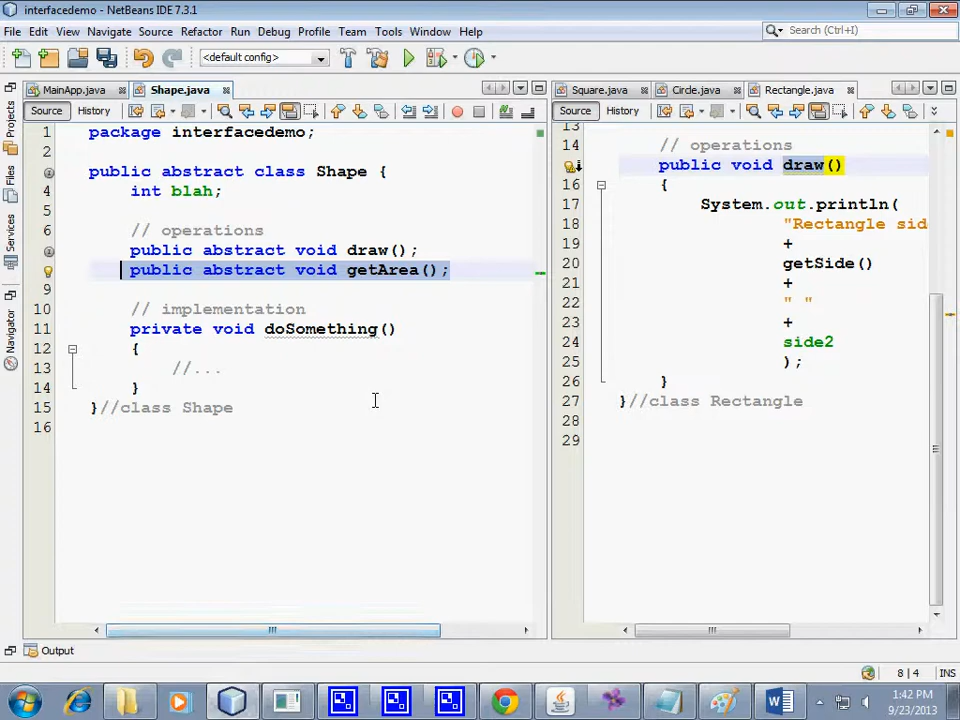 interfacedemo - NetBeans IDE 7.3.1
File Edit View Navigate Source Refactor Run Debug Profile Team Tools Window Help
Search (Ctrl+I)
<default config>
MainApp.java Shape.java
Square.java Circle.java Rectangle.java
Source History
Source History
Projects
Files
Services
Navigator
1 package interfacedemo;
2
public abstract class Shape {
4 int blah;
5
6 // operations
public abstract void draw();
public abstract void getArea();
9
10 // implementation
11 private void doSomething()
12 {
13 //...
14 }
15 }//class Shape
16
13
14 // operations
public void draw()
16 {
17 System.out.println(
18 "Rectangle sid
19 +
20 getSide()
21 +
22 " "
23 +
24 side2
25 );
26 }
27 }//class Rectangle
28
29
Output
8 | 4 INS
1:42 PM
9/23/2013